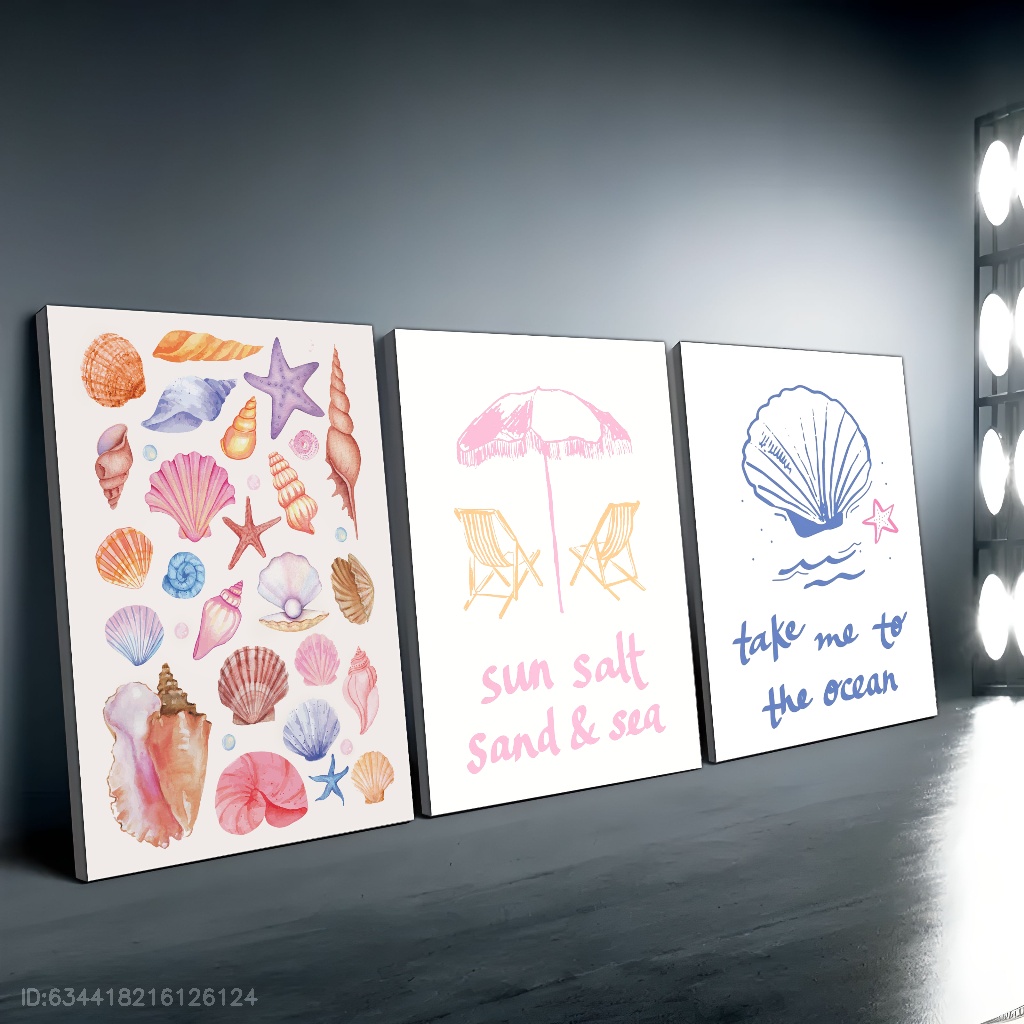 sun salt
sand & sea
take me to
the ocean
ID:634418216126124